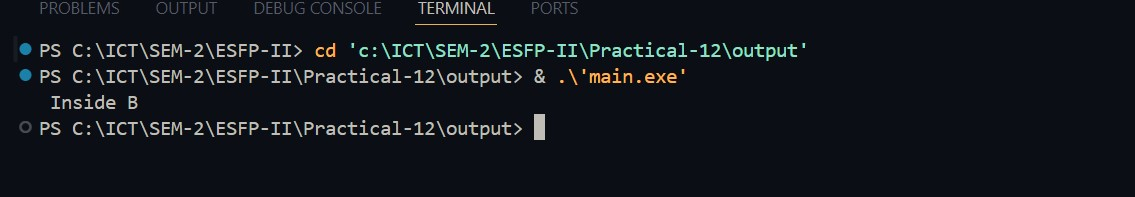 PROBLEMS OUTPUT DEBUG CONSOLE TERMINAL PORTS
PS C:\ICT\SEM-2\ESFP-II> cd 'c:\ICT\SEM-2\ESFP-II\Practical-12\output'
PS C:\ICT\SEM-2\ESFP-II\Practical-12\output> & .\'main.exe'
Inside B
PS C:\ICT\SEM-2\ESFP-II\Practical-12\output>